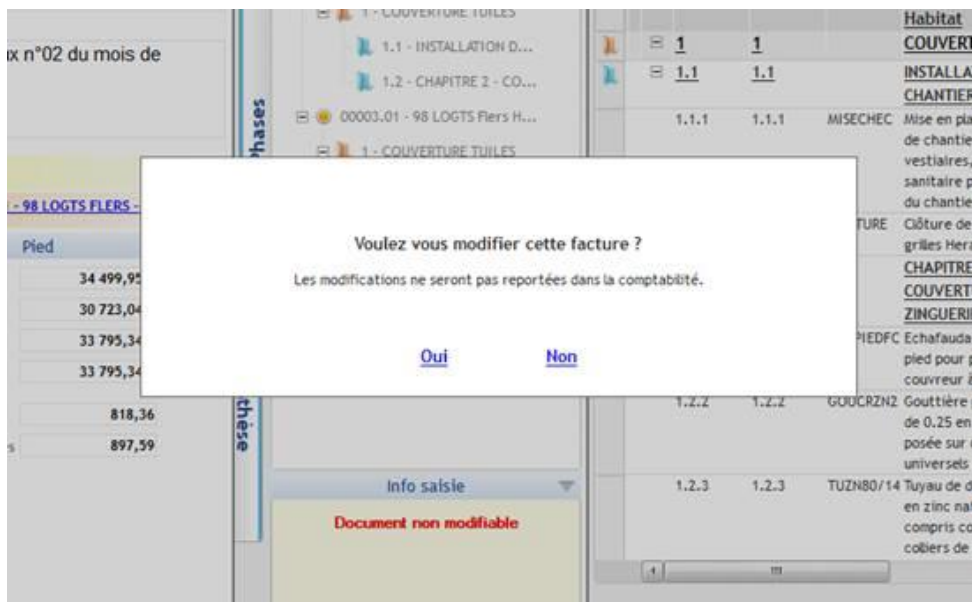 1 - COUVERTURE TUILES
1.1 - INSTALLATION D...
1.2 - CHAPITRE 2 - CO...
00003.01 - 98 LOGTS Flers H...
1 - COUVERTURE TUILES
n°02 du mois de
- 98 LOGTS FLERS -
Pied
34 499,95
30 723,04
33 795,34
33 795,34
818,36
897,59
Phases
Voulez vous modifier cette facture ?
Les modifications ne seront pas reportées dans la comptabilité.
Oui Non
Info saisie
Document non modifiable
Habitat
1 1 COUVERT
1.1 1.1 INSTALLA
CHANTIER
1.1.1 1.1.1 MISECHEC Mise en pla
de chantie
vestiaires,
sanitaire p
du chantie
TURE Clôture de
grilles Hera
CHAPITRE
COUVERT
ZINGUERI
PIEDFC Echafauda
pied pour p
couvreur à
1.2.2 1.2.2 GOUCRZN2 Gouttière
de 0.25 en
posée sur
universels
1.2.3 1.2.3 TUZN80/14 Tuyau de d
en zinc nat
compris co
colliers de